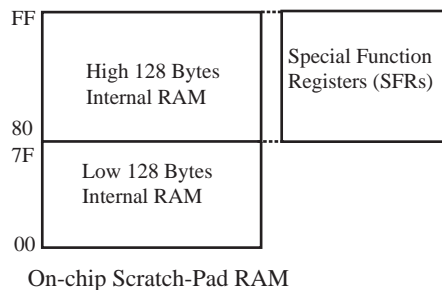 FF
High 128 Bytes
Internal RAM
Special Function
Registers (SFRs)
80
7F
Low 128 Bytes
Internal RAM
00
On-chip Scratch-Pad RAM